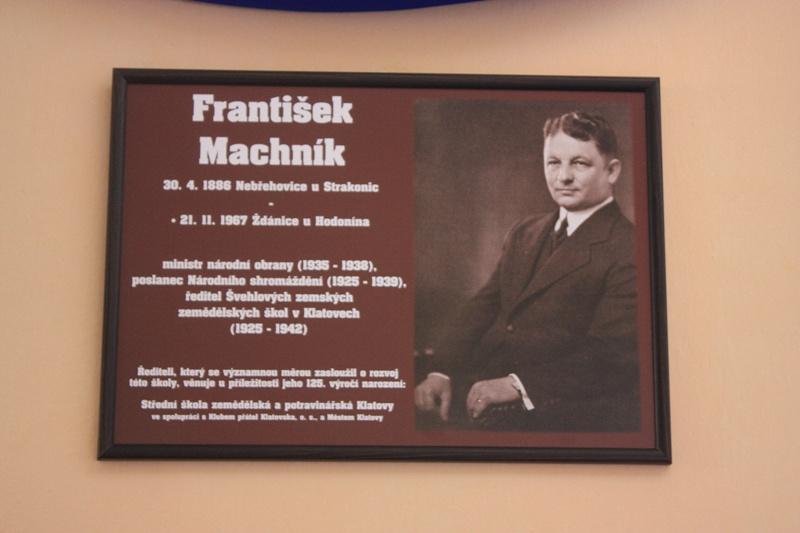 František
Machník
30. 4. 1886 Nebřehovice u Strakonic
-
• 21. 11. 1967 Ždánice u Hodonína
ministr národní obrany (1935 - 1938),
poslanec Národního shromáždění (1925 - 1939),
ředitel Švehlových zemských
zemědělských škol v Klatovech
(1925 - 1942)
Řediteli, který se významnou měrou zasloužil o rozvoj
této školy, věnuje u příležitosti jeho 125. výročí narození:
Střední škola zemědělská a potravinářská Klatovy
ve spolupráci s Klubem přátel Klatovska, o. s., a Městem Klatovy